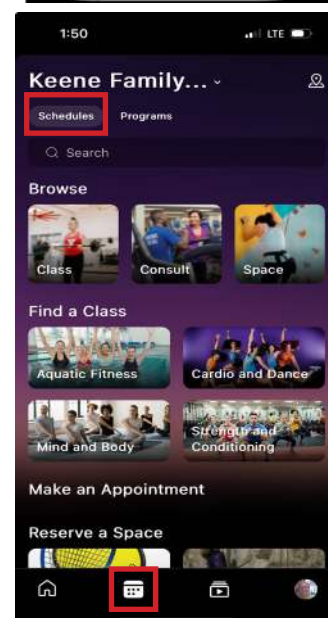 1:50 LTE
Keene Family...
Schedules Programs
Search
Browse
Class Consult Space
Find a Class
Aquatic Fitness Cardio and Dance
Mind and Body Strength and
Conditioning
Make an Appointment
Reserve a Space